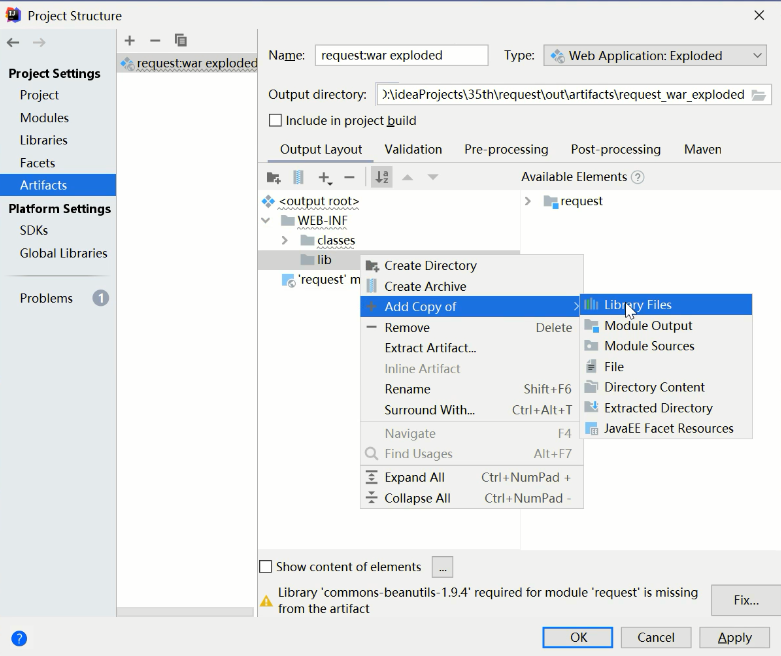 Project Structure
Project Settings
Project
Modules
Libraries
Facets
Artifacts
Platform Settings
SDKs
Global Libraries
Problems 1
request:war exploded
Name: request:war exploded Type: Web Application: Exploded
Output directory: ):\ideaProjects\35th\request\out\artifacts\request_war_exploded
Include in project build
Output Layout Validation Pre-processing Post-processing Maven
Available Elements ?
<output root>
WEB-INF
classes
lib
'request' m
request
Create Directory
Create Archive
Add Copy of
Remove Delete
Extract Artifact...
Inline Artifact
Rename Shift+F6
Surround With... Ctrl+Alt+T
Navigate F4
Find Usages Alt+F7
Expand All Ctrl+NumPad +
Collapse All Ctrl+NumPad -
Library Files
Module Output
Module Sources
File
Directory Content
Extracted Directory
JavaEE Facet Resources
Show content of elements ...
Library 'commons-beanutils-1.9.4' required for module 'request' is missing
from the artifact
Fix...
? OK Cancel Apply